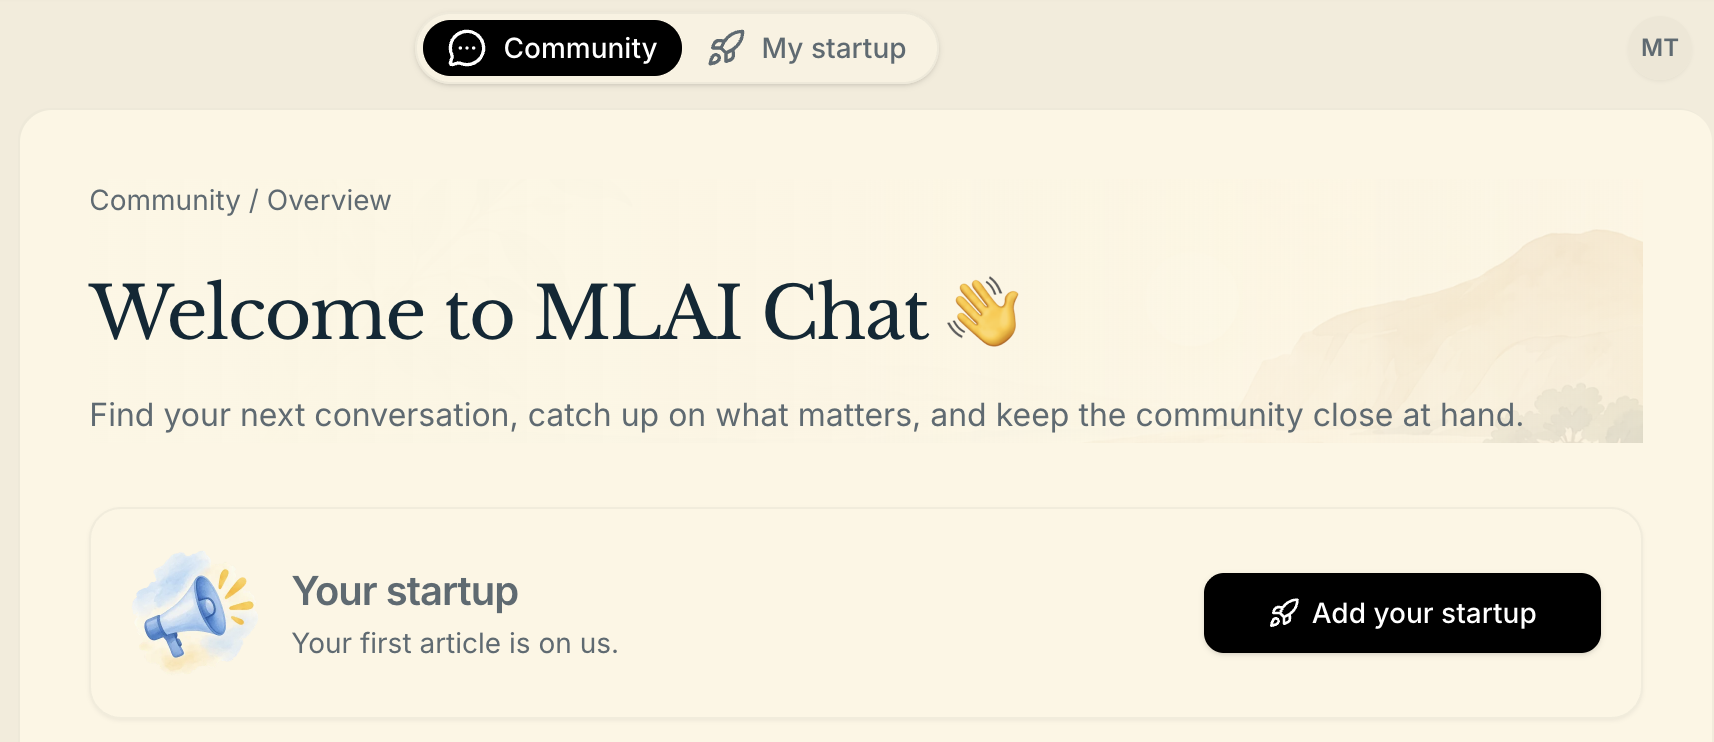 Community
My startup
MT
Community / Overview
Welcome to MLAI Chat 👋
Find your next conversation, catch up on what matters, and keep the community close at hand.
Your startup
Your first article is on us.
Add your startup